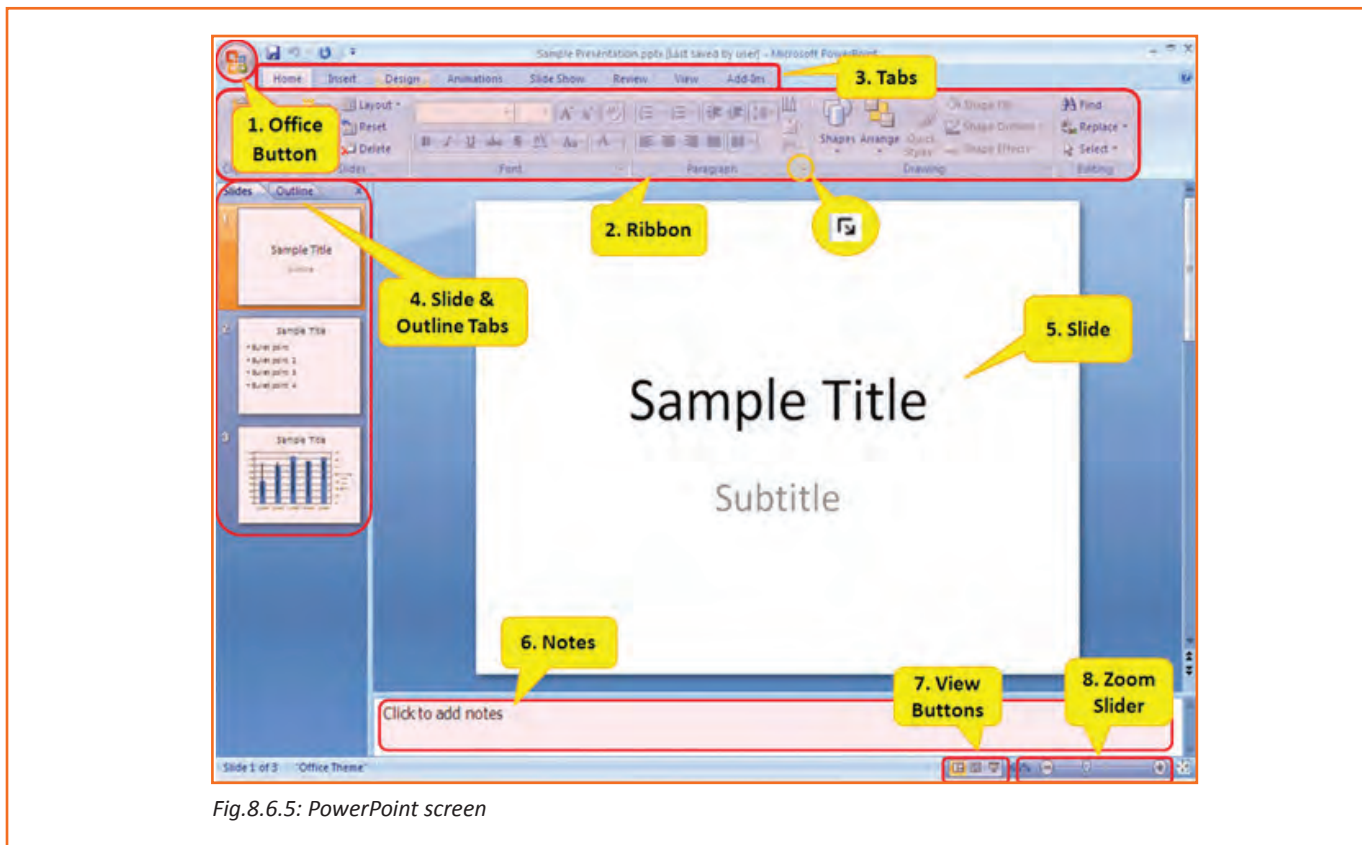 Sample Presentation.pptx [Last saved by user] - Microsoft PowerPoint
Home Insert Design Animations Slide Show Review View Add-Ins
3. Tabs
1. Office
Button
Layout
Reset
Delete
Slides
Font
Paragraph
Shapes Arrange Quick
Styles
Shape Fill
Shape Outline
Shape Effects
Drawing
Find
Replace
Select
Editing
Slides Outline x
2. Ribbon
1
Sample Title
Subtitle
4. Slide &
Outline Tabs
2
Sample Title
• Bullet point
• Bullet point 2
• Bullet point 3
• Bullet point 4
3
Sample Title
5. Slide
Sample Title
Subtitle
6. Notes
7. View
Buttons
8. Zoom
Slider
Click to add notes
Slide 1 of 3 "Office Theme"
Fig.8.6.5: PowerPoint screen